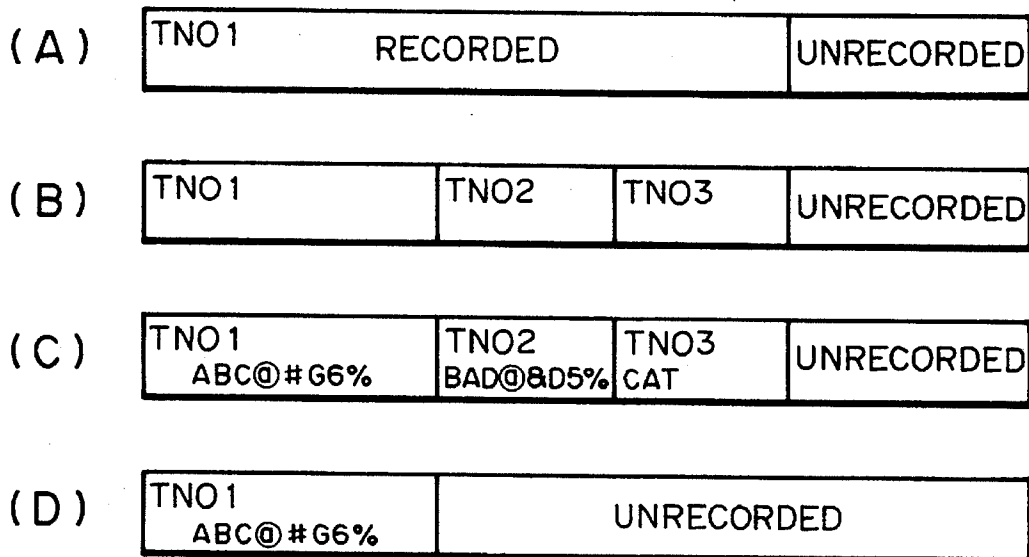 (A) TNO1 RECORDED UNRECORDED
(B) TNO1 TNO2 TNO3 UNRECORDED
(C) TNO1 TNO2 TNO3 UNRECORDED
ABC@#G6% BAD@&D5% CAT
(D) TNO1 UNRECORDED
ABC@#G6%